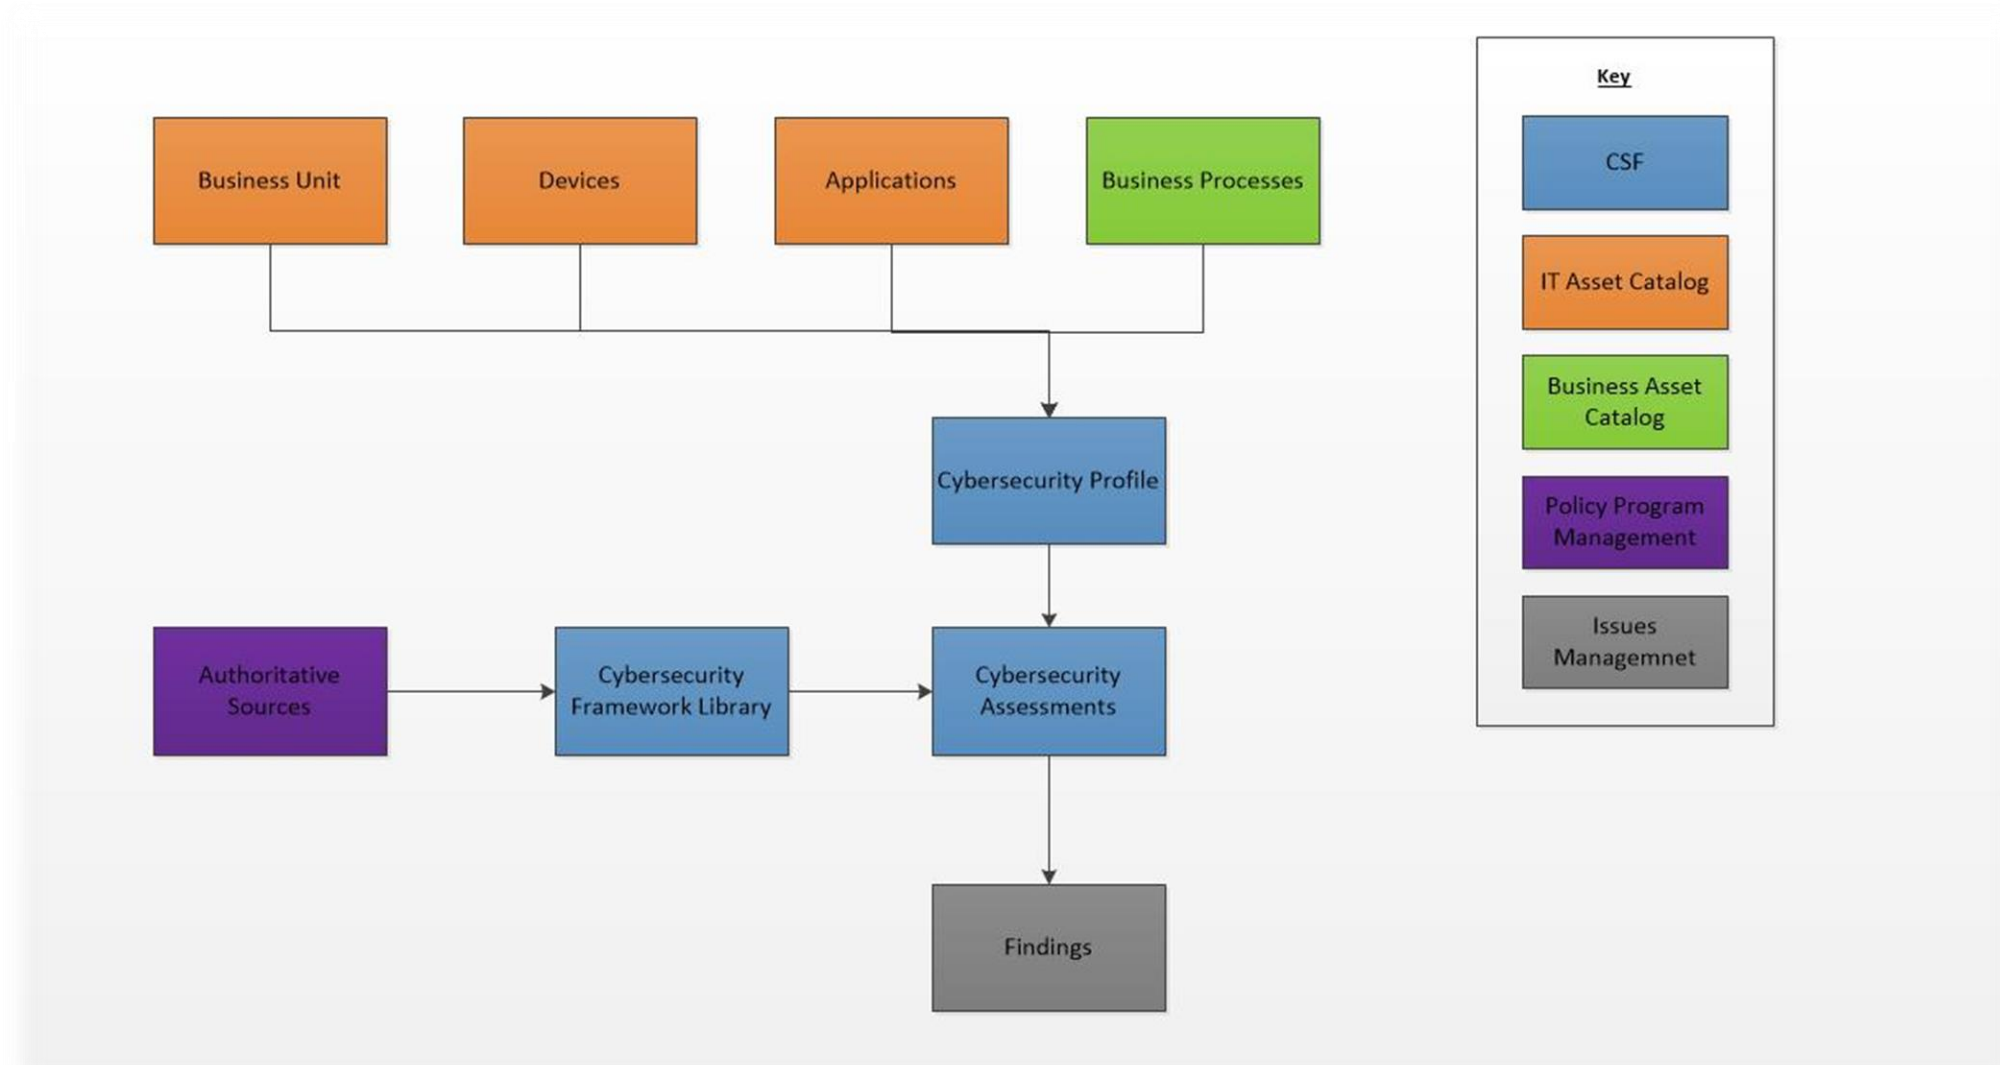 Key
Business Unit
Devices
Applications
Business Processes
CSF
IT Asset Catalog
Business Asset
Catalog
Cybersecurity Profile
Policy Program
Management
Authoritative
Sources
Cybersecurity
Framework Library
Cybersecurity
Assessments
Issues
Managemnet
Findings